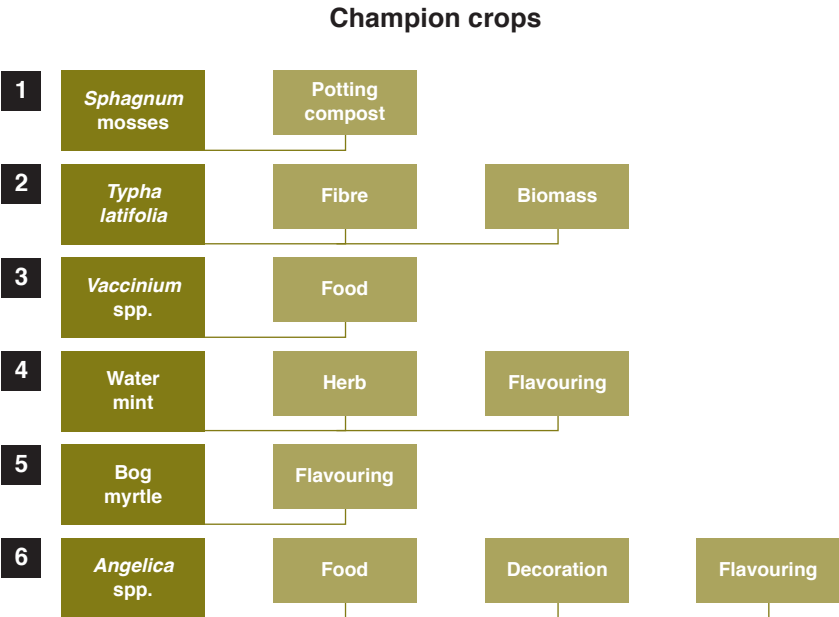 Champion crops
1
Sphagnum
mosses
Potting
compost
2
Typha
latifolia
Fibre
Biomass
3
Vaccinium
spp.
Food
4
Water
mint
Herb
Flavouring
5
Bog
myrtle
Flavouring
6
Angelica
spp.
Food
Decoration
Flavouring